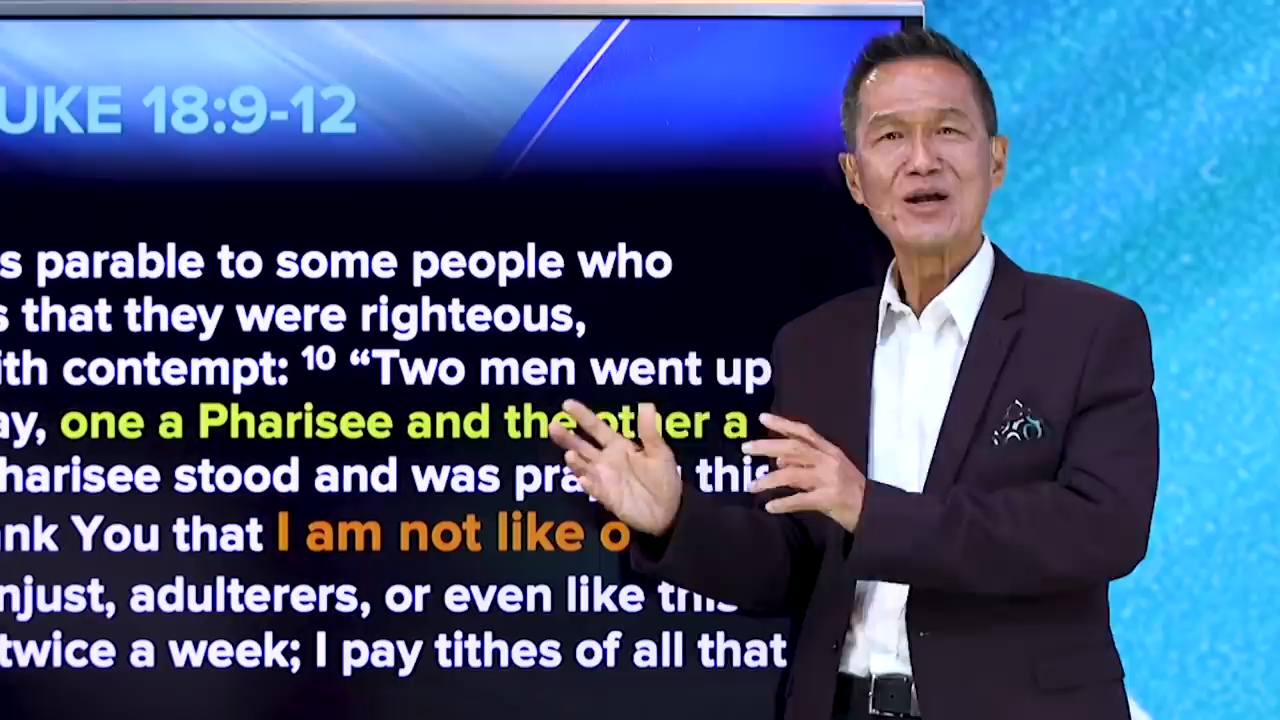 UKE 18:9-12
s parable to some people who
s that they were righteous,
ith contempt: ¹⁰ “Two men went up
ay, one a Pharisee and the other a
harisee stood and was this
nk You that I am not like o
njust, adulterers, or even like this
twice a week; I pay tithes of all that